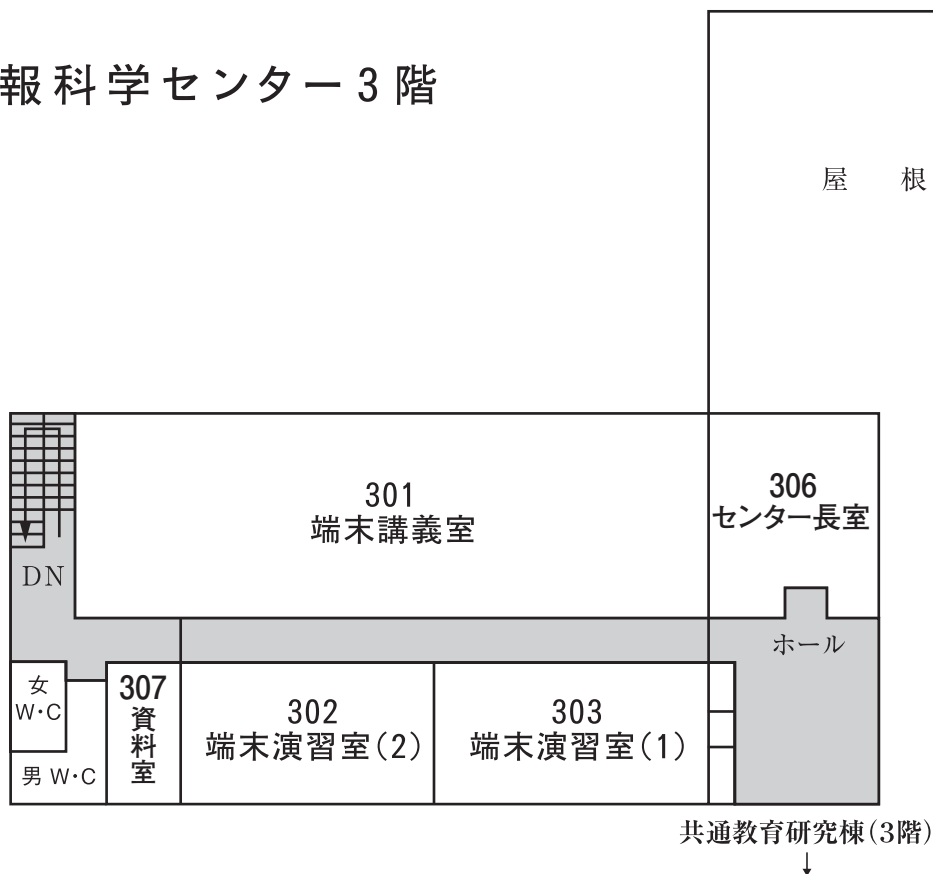 報科学センター3階
屋 根
301
端末講義室
306
センター長室
DN
ホール
女
W・C
男 W・C
307
資料室
302
端末演習室(2)
303
端末演習室(1)
共通教育研究棟(3階)